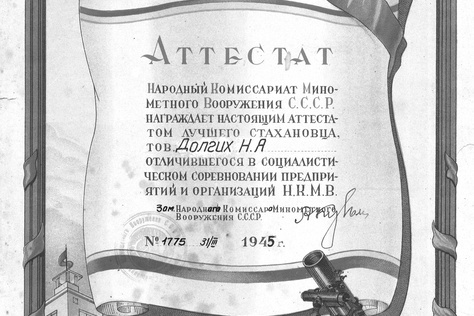 АТТЕСТАТ
НАРОДНЫЙ КОМИССАРИАТ МИНО-
МЕТНОГО ВООРУЖЕНИЯ С.С.С.Р.
НАГРАЖДАЕТ НАСТОЯЩИМ АТТЕСТА-
ТОМ ЛУЧШЕГО СТАХАНОВЦА,
ТОВ. Долгих Н.А
ОТЛИЧИВШЕГОСЯ В СОЦИАЛИСТИ-
ЧЕСКОМ СОРЕВНОВАНИИ ПРЕДПРИ-
ЯТИЙ И ОРГАНИЗАЦИЙ Н.К.М.В.
Зам. НАРОДНого КОМИССАРа МИНОМЕТНОГО
ВООРУЖЕНИЯ С.С.С.Р.
№ 1775 31/III 1945 г.